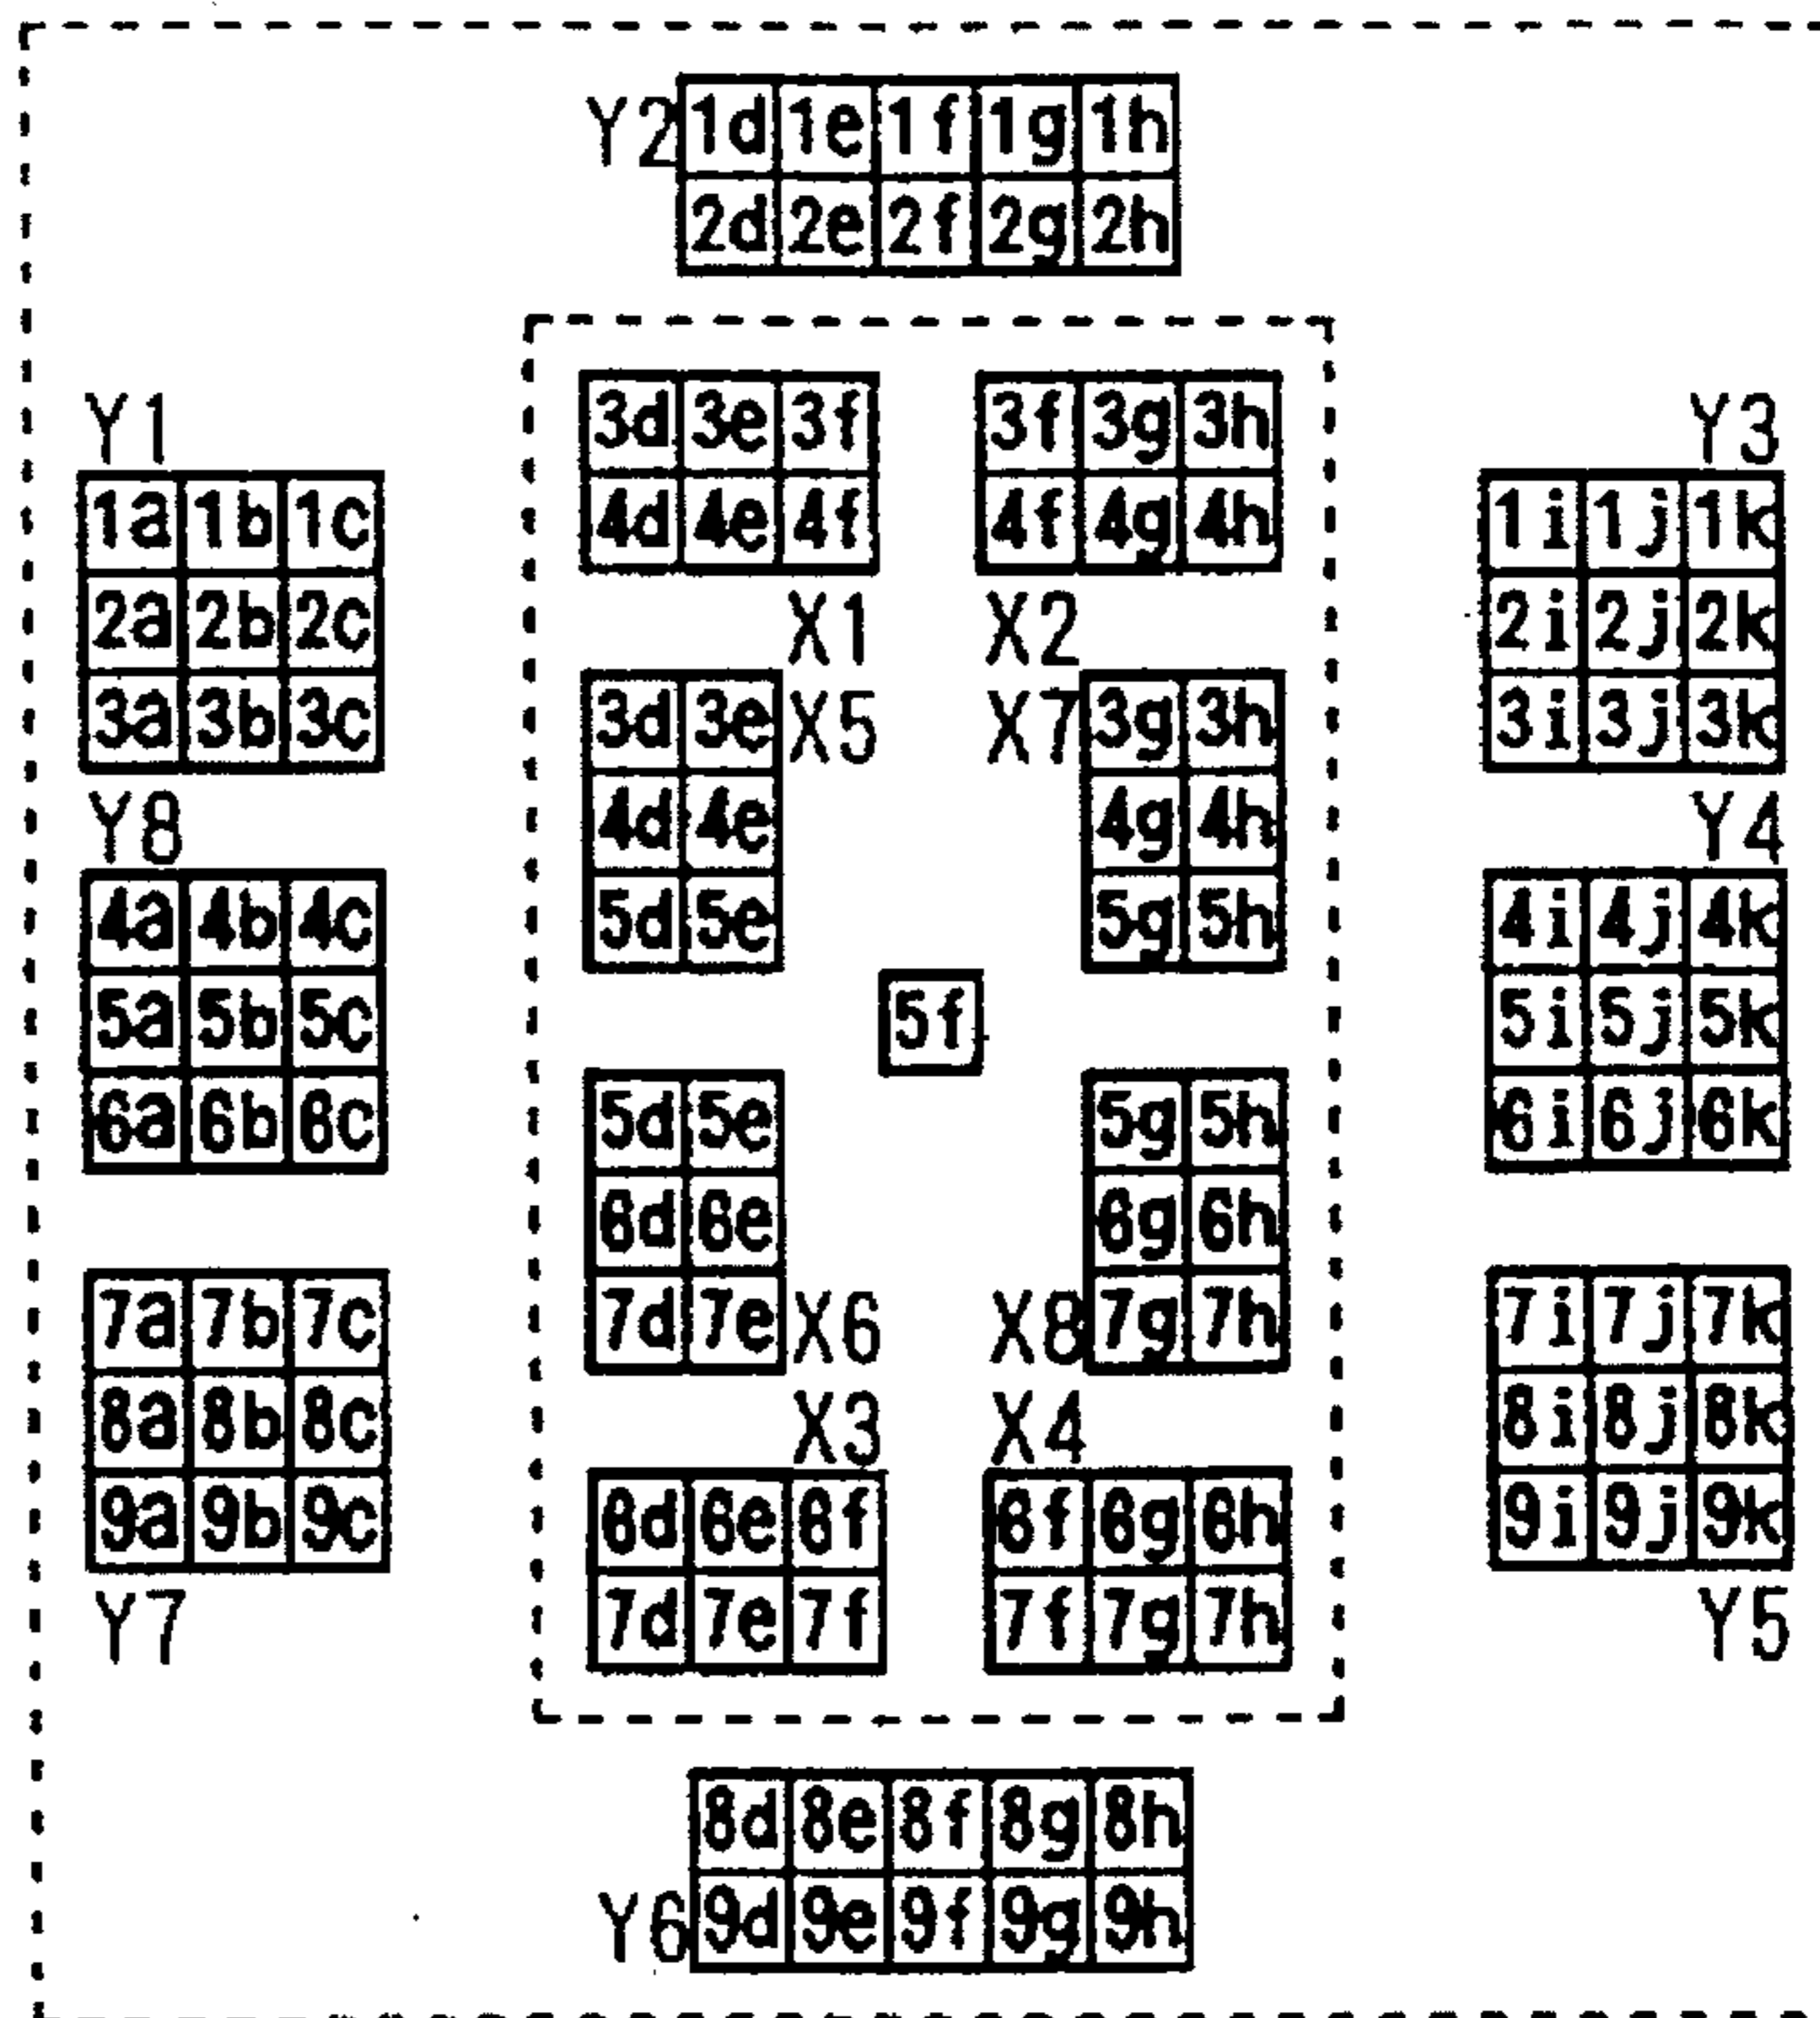 Y2 1d 1e 1f 1g 1h
2d 2e 2f 2g 2h
Y1
1a 1b 1c
2a 2b 2c
3a 3b 3c
Y8
4a 4b 4c
5a 5b 5c
6a 6b 6c
7a 7b 7c
8a 8b 8c
9a 9b 9c
Y7
3d 3e 3f
4d 4e 4f
X1
3f 3g 3h
4f 4g 4h
X2
3d 3e X5
4d 4e
5d 5e
X7 3g 3h
4g 4h
5g 5h
5f
5d 5e
6d 6e
7d 7e X6
5g 5h
6g 6h
X8 7g 7h
X3
6d 6e 6f
7d 7e 7f
X4
6f 6g 6h
7f 7g 7h
Y3
1i 1j 1k
2i 2j 2k
3i 3j 3k
Y4
4i 4j 4k
5i 5j 5k
6i 6j 6k
7i 7j 7k
8i 8j 8k
9i 9j 9k
Y5
8d 8e 8f 8g 8h
Y6 9d 9e 9f 9g 9h